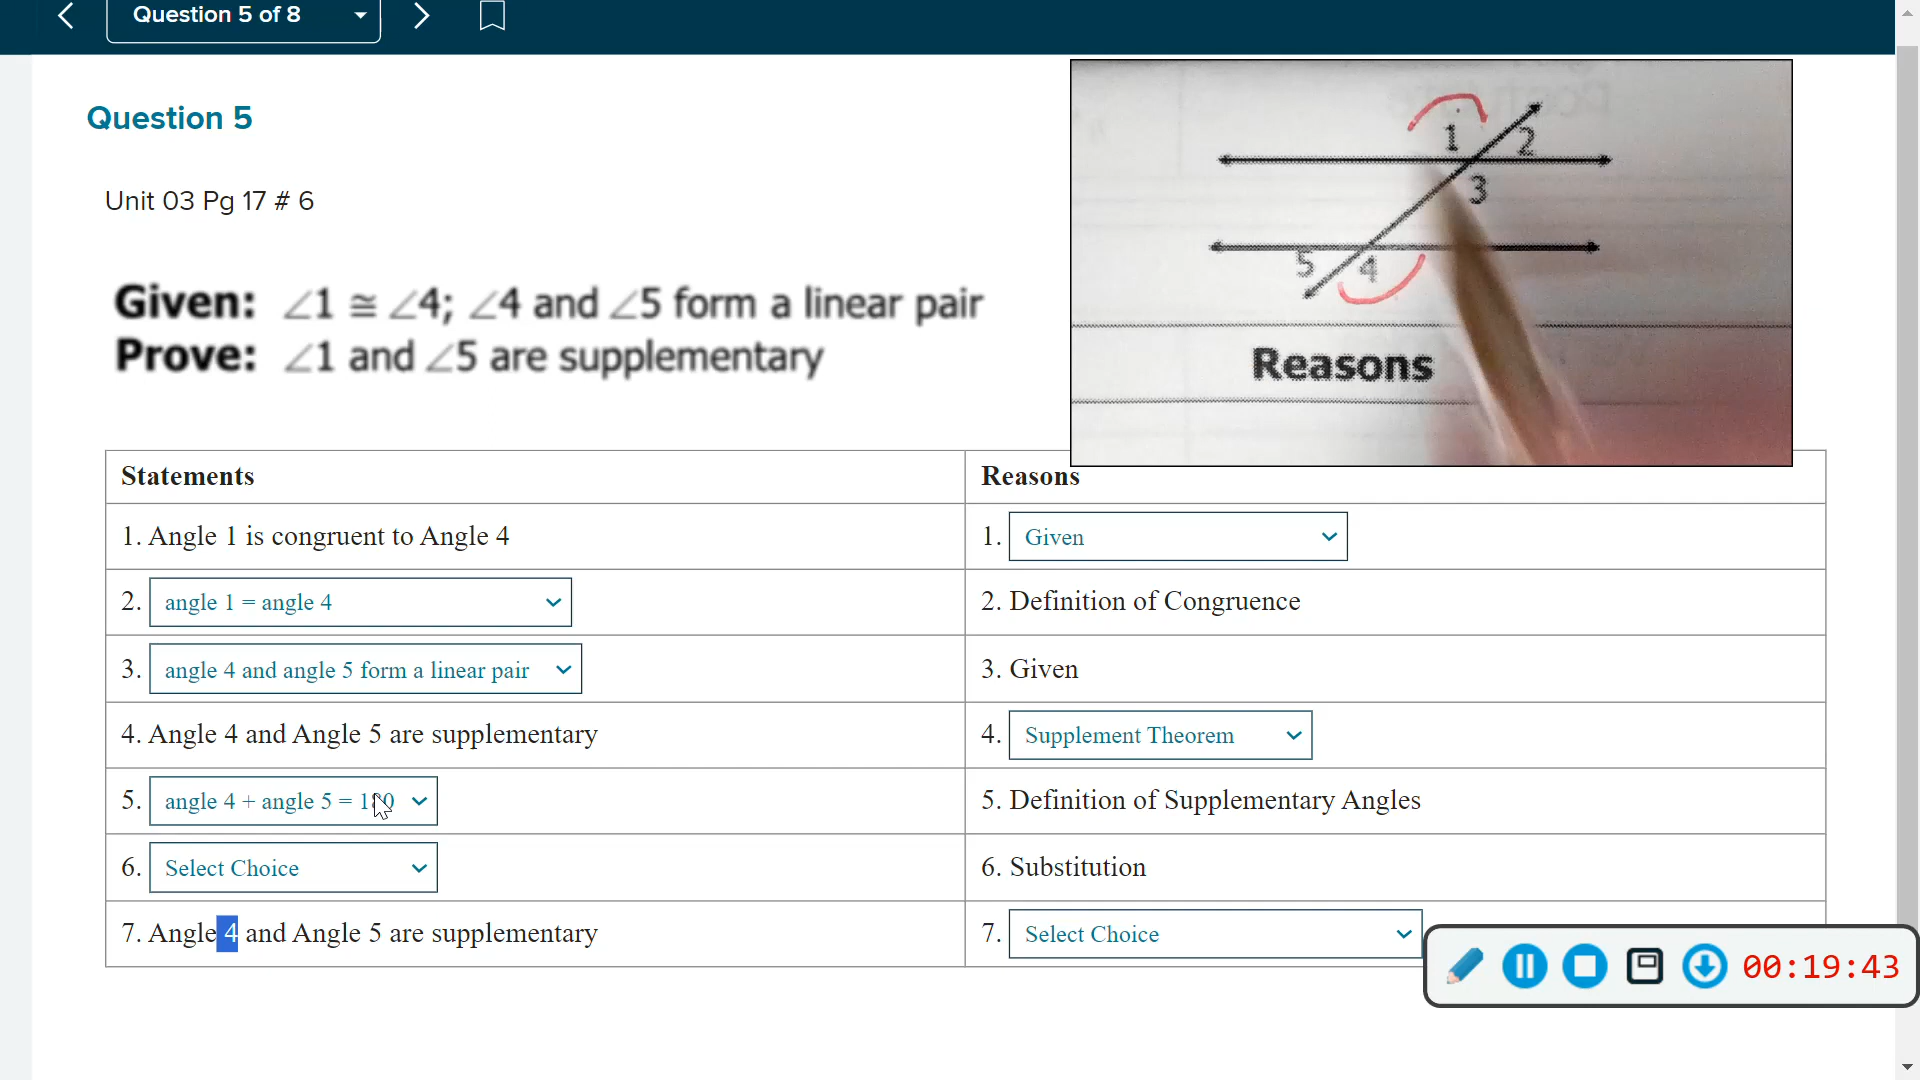 Question 5 of 8
Question 5
Unit 03 Pg 17 # 6
Given: ∠1 ≅ ∠4; ∠4 and ∠5 form a linear pair
Prove: ∠1 and ∠5 are supplementary
1 2
3
5 4
Reasons
Statements Reasons
1. Angle 1 is congruent to Angle 4 1. Given
2. angle 1 = angle 4 2. Definition of Congruence
3. angle 4 and angle 5 form a linear pair 3. Given
4. Angle 4 and Angle 5 are supplementary 4. Supplement Theorem
5. angle 4 + angle 5 = 180 5. Definition of Supplementary Angles
6. Select Choice 6. Substitution
7. Angle 4 and Angle 5 are supplementary 7. Select Choice
00:19:43